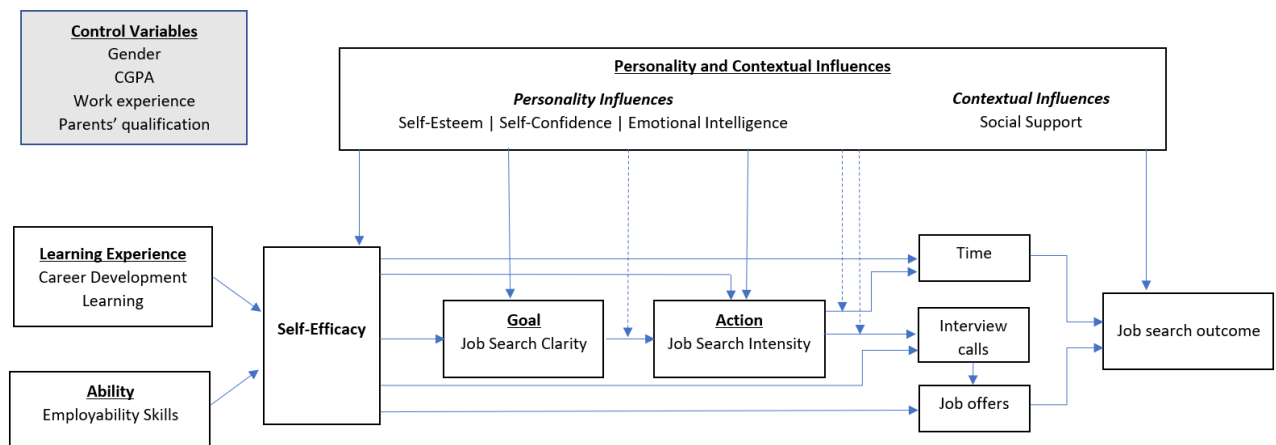 Control Variables
Gender
CGPA
Work experience
Parents’ qualification
Personality and Contextual Influences
Personality Influences
Self-Esteem | Self-Confidence | Emotional Intelligence
Contextual Influences
Social Support
Learning Experience
Career Development
Learning
Ability
Employability Skills
Self-Efficacy
Goal
Job Search Clarity
Action
Job Search Intensity
Time
Interview
calls
Job offers
Job search outcome